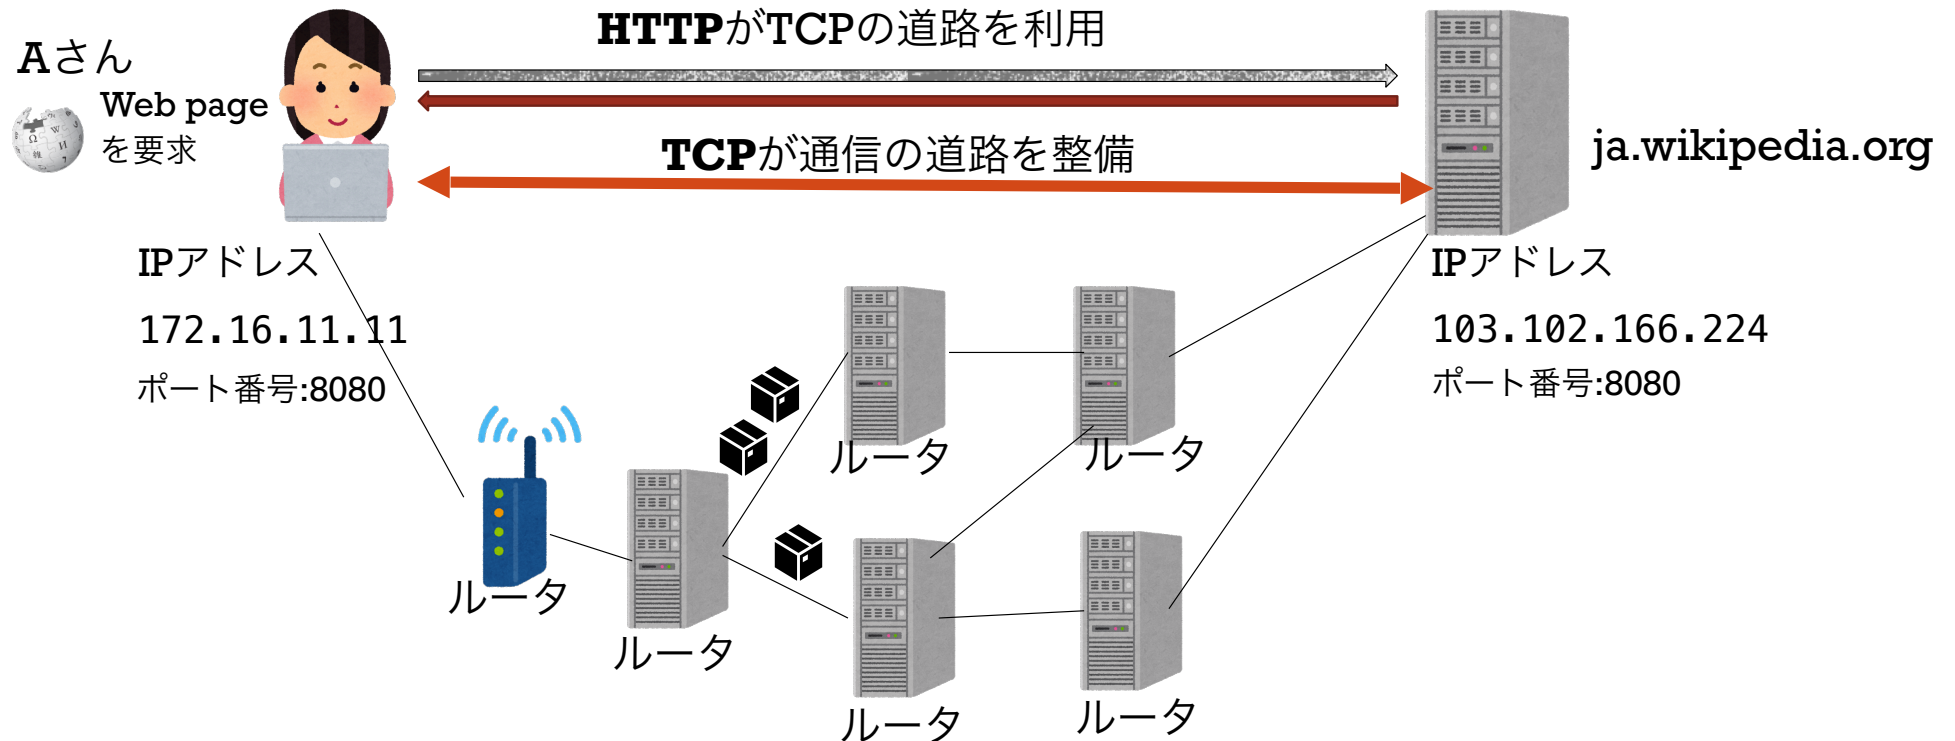 HTTPがTCPの道路を利用
Aさん
Web page
を要求
TCPが通信の道路を整備
ja.wikipedia.org
IPアドレス
172.16.11.11
ポート番号:8080
IPアドレス
103.102.166.224
ポート番号:8080
ルータ
ルータ
ルータ
ルータ
ルータ
ルータ